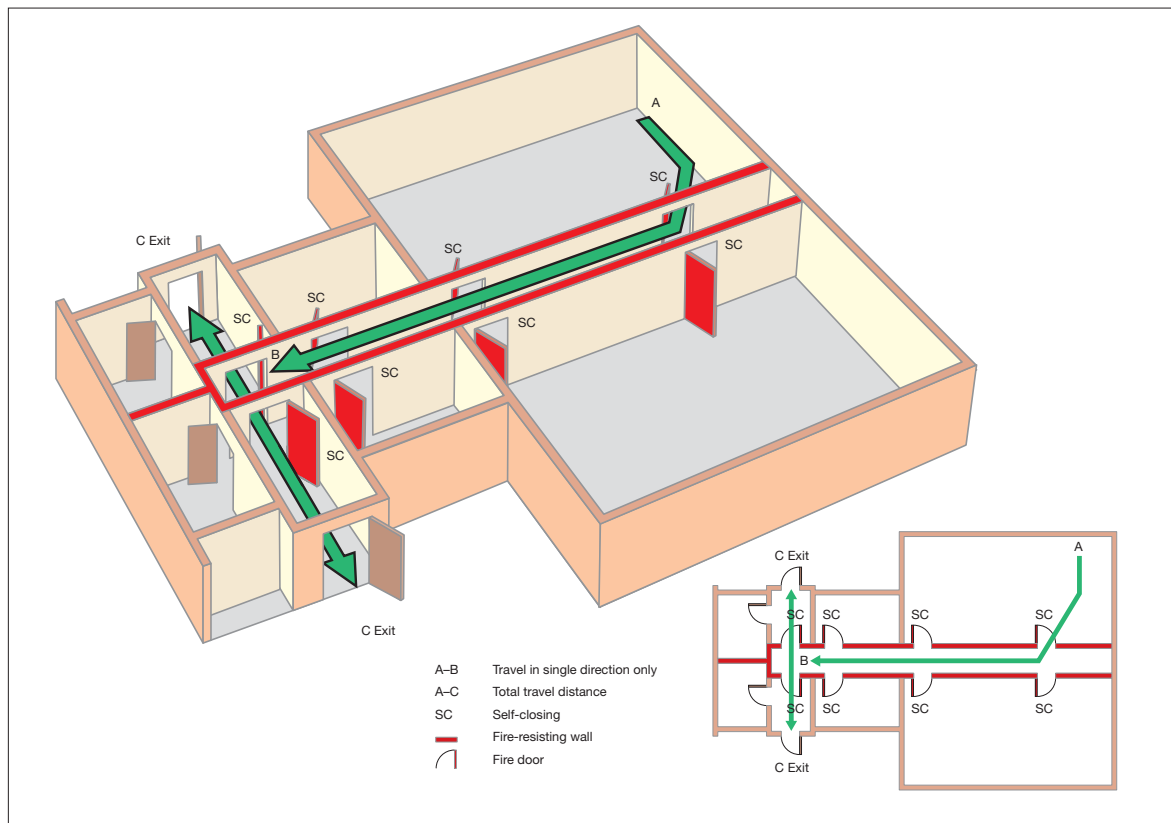 A
SC
C Exit
SC
SC
SC
SC
SC
B
SC
SC
C Exit
A–B Travel in single direction only
A–C Total travel distance
SC Self-closing
Fire-resisting wall
Fire door
C Exit
A
SC SC SC SC
B
SC SC SC SC
C Exit